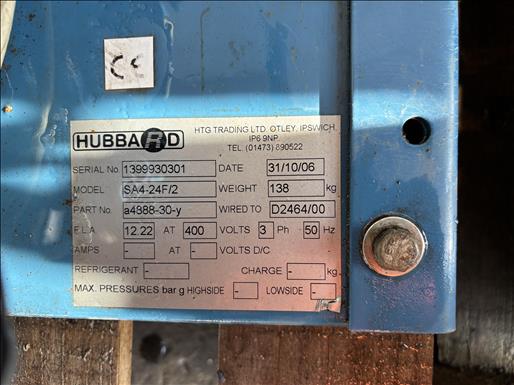 CE
HUBBARD
HTG TRADING LTD. OTLEY, IPSWICH,
IP6 9NP
TEL (01473) 890522
SERIAL No. 1399930301 DATE 31/10/06
MODEL SA4-24F/2 WEIGHT 138 kg
PART No. a4888-30-y WIRED TO D2464/00
F.L.A 12.22 AT 400 VOLTS 3 Ph 50 Hz
AMPS - AT - VOLTS D/C
REFRIGERANT - CHARGE - kg
MAX. PRESSURES bar g HIGHSIDE - LOWSIDE -